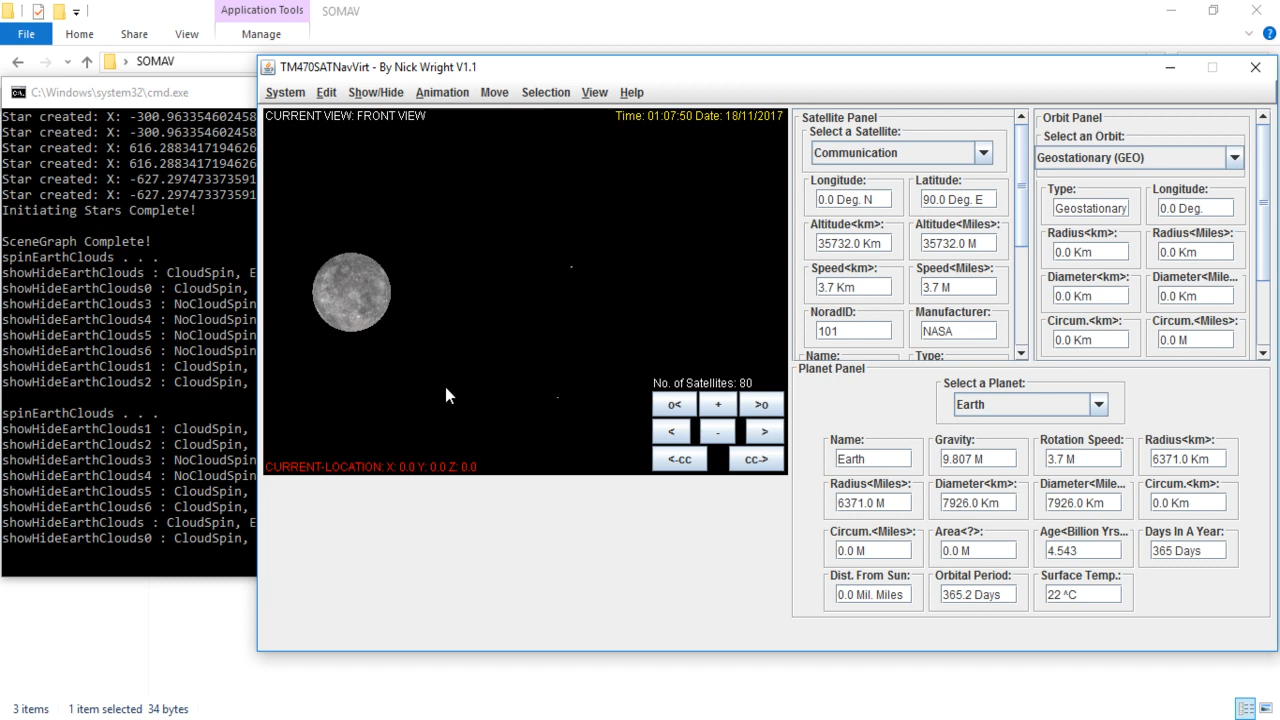 Application Tools
SOMAV
File
Home
Share
View
Manage
SOMAV
C:\Windows\system32\cmd.exe
Star created: X: -300.963354602458
Star created: X: -300.963354602458
Star created: X: 616.2883417194626
Star created: X: 616.2883417194626
Star created: X: -627.297473373591
Star created: X: -627.297473373591
Initiating Stars Complete!
SceneGraph Complete!
spinEarthClouds . . .
showHideEarthClouds : CloudSpin, E
showHideEarthClouds0 : CloudSpin,
showHideEarthClouds3 : NoCloudSpin
showHideEarthClouds4 : NoCloudSpin
showHideEarthClouds5 : NoCloudSpin
showHideEarthClouds6 : NoCloudSpin
showHideEarthClouds1 : CloudSpin,
showHideEarthClouds2 : CloudSpin,
spinEarthClouds . . .
showHideEarthClouds1 : CloudSpin,
showHideEarthClouds2 : CloudSpin,
showHideEarthClouds3 : NoCloudSpin
showHideEarthClouds4 : NoCloudSpin
showHideEarthClouds5 : CloudSpin,
showHideEarthClouds6 : CloudSpin,
showHideEarthClouds : CloudSpin, E
showHideEarthClouds0 : CloudSpin,
TM470SATNavVirt - By Nick Wright V1.1
System Edit Show/Hide Animation Move Selection View Help
CURRENT VIEW: FRONT VIEW
Time: 01:07:50 Date: 18/11/2017
No. of Satellites: 80
o< + >o
< - >
<-cc cc->
CURRENT-LOCATION: X: 0.0 Y: 0.0 Z: 0.0
Satellite Panel
Select a Satellite:
Communication
Longitude: Latitude:
0.0 Deg. N 90.0 Deg. E
Altitude<km>: Altitude<Miles>:
35732.0 Km 35732.0 M
Speed<km>: Speed<Miles>:
3.7 Km 3.7 M
NoradID: Manufacturer:
101 NASA
Name: Type:
Orbit Panel
Select an Orbit:
Geostationary (GEO)
Type: Longitude:
Geostationary 0.0 Deg.
Radius(km>: Radius(Miles>:
0.0 Km 0.0 Km
Diameter<km>: Diameter<Mile...
0.0 Km 0.0 Km
Circum.<km>: Circum.<Miles>:
0.0 Km 0.0 M
Planet Panel
Select a Planet:
Earth
Name: Gravity: Rotation Speed: Radius<km>:
Earth 9.807 M 3.7 M 6371.0 Km
Radius<Miles>: Diameter<km>: Diameter<Mile... Circum.<km>:
6371.0 M 7926.0 Km 7926.0 Km 0.0 Km
Circum.<Miles>: Area<?>: Age<Billion Yrs... Days In A Year:
0.0 M 0.0 M 4.543 365 Days
Dist. From Sun: Orbital Period: Surface Temp.:
0.0 Mil. Miles 365.2 Days 22 ^C
3 items 1 item selected 34 bytes